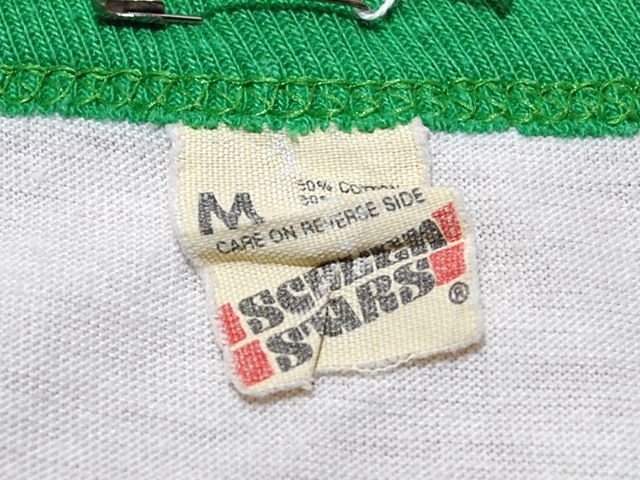 M
50% COTTON
CARE ON REVERSE SIDE
SCREEN
STARS®